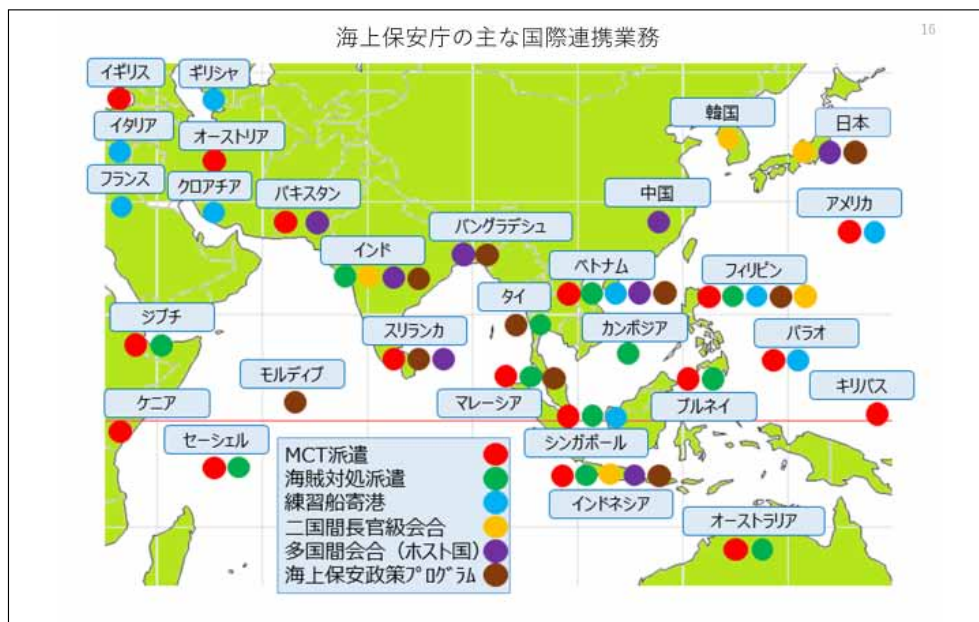 海上保安庁の主な国際連携業務
16
イギリス
ギリシャ
イタリア
オーストリア
フランス
クロアチア
パキスタン
インド
バングラデシュ
韓国
日本
中国
アメリカ
ベトナム
フィリピン
タイ
カンボジア
パラオ
ジブチ
スリランカ
モルディブ
マレーシア
ブルネイ
キリバス
ケニア
セーシェル
シンガポール
インドネシア
オーストラリア
MCT派遣
海賊対処派遣
練習船寄港
二国間長官級会合
多国間会合（ホスト国）
海上保安政策ﾌﾟﾛｸﾞﾗﾑ